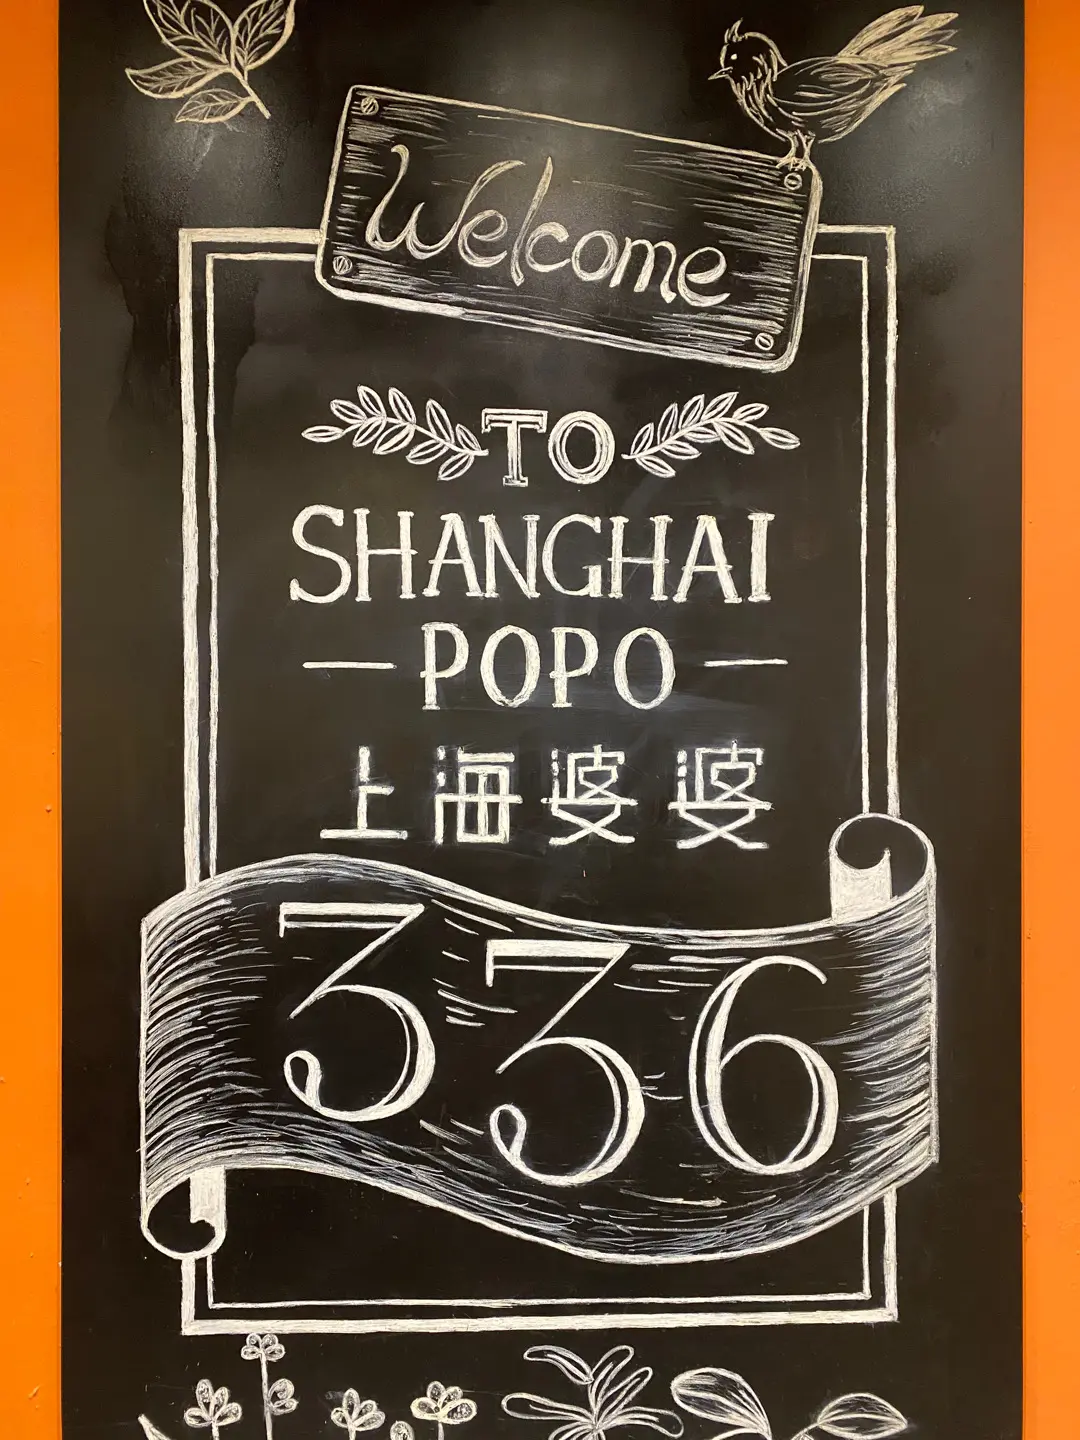 Welcome
TO
SHANGHAI
POPO
上海婆婆
336